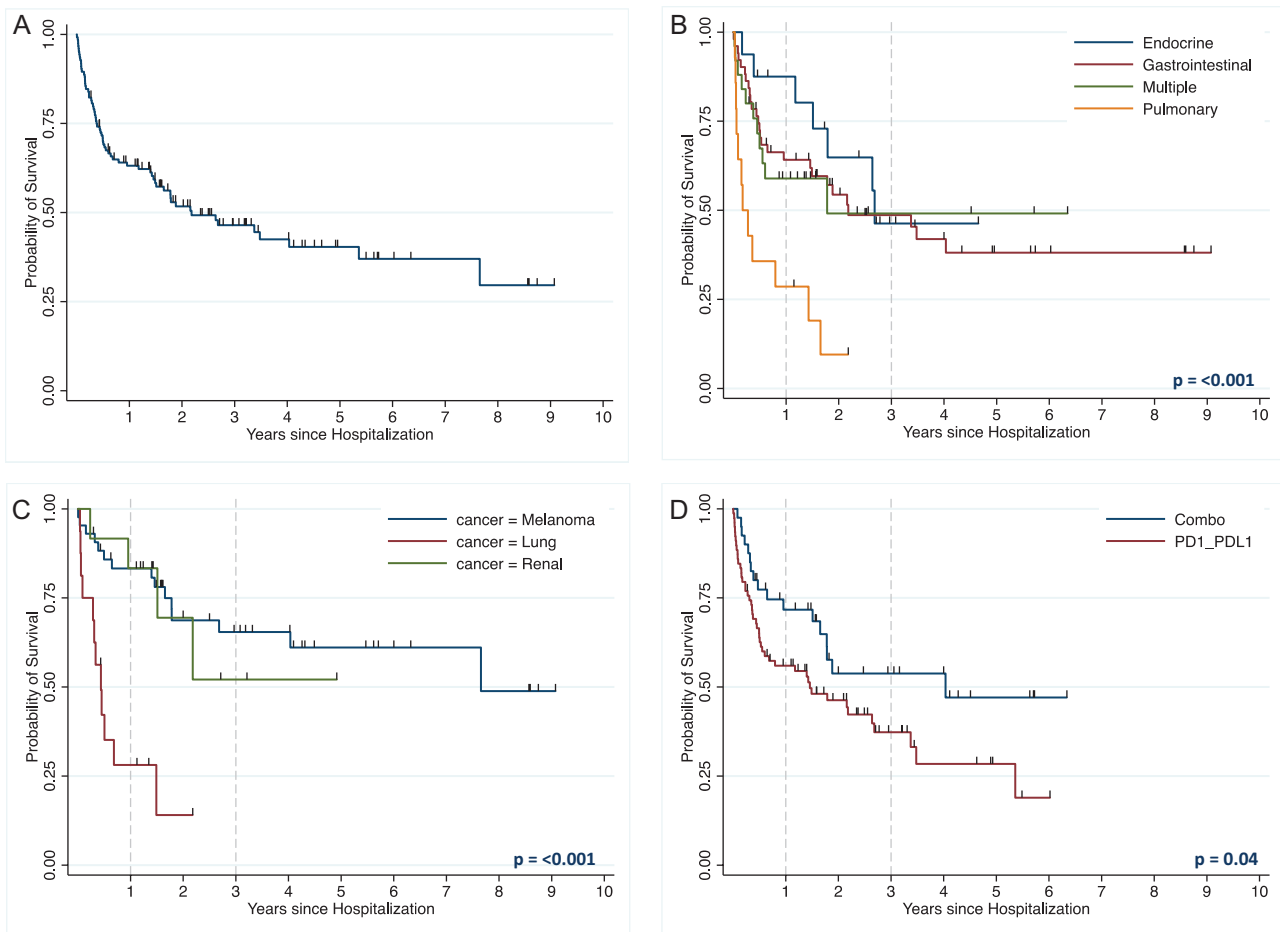 A
Probability of Survival
1.00
0.75
0.50
0.25
0.00
1 2 3 4 5 6 7 8 9 10
Years since Hospitalization
B
Endocrine
Gastrointestinal
Multiple
Pulmonary
Probability of Survival
1.00
0.75
0.50
0.25
0.00
p = <0.001
1 2 3 4 5 6 7 8 9 10
Years since Hospitalization
C
cancer = Melanoma
cancer = Lung
cancer = Renal
Probability of Survival
1.00
0.75
0.50
0.25
0.00
p = <0.001
1 2 3 4 5 6 7 8 9 10
Years since Hospitalization
D
Combo
PD1_PDL1
Probability of Survival
1.00
0.75
0.50
0.25
0.00
p = 0.04
1 2 3 4 5 6 7 8 9 10
Years since Hospitalization